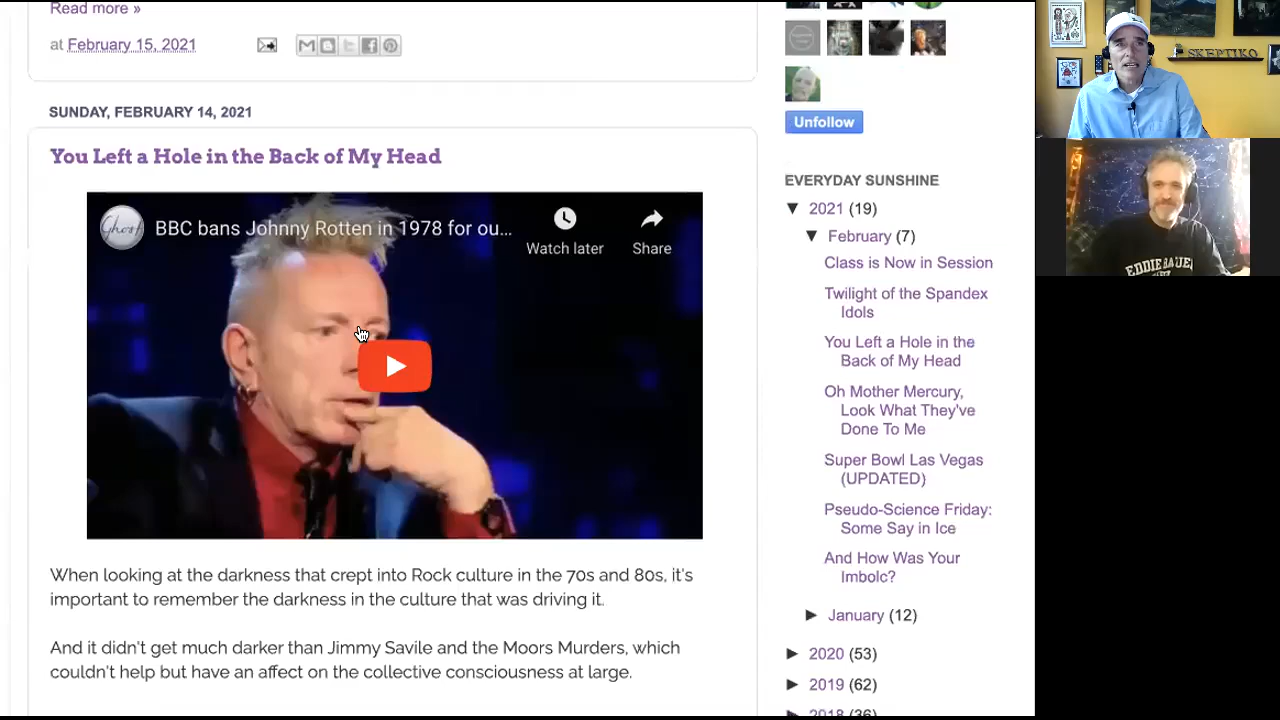 Read more »
at February 15, 2021
SUNDAY, FEBRUARY 14, 2021
You Left a Hole in the Back of My Head
Ghost
BBC bans Johnny Rotten in 1978 for ou...
Watch later
Share
When looking at the darkness that crept into Rock culture in the 70s and 80s, it's
important to remember the darkness in the culture that was driving it.
And it didn't get much darker than Jimmy Savile and the Moors Murders, which
couldn't help but have an affect on the collective consciousness at large.
Unfollow
EVERYDAY SUNSHINE
▼ 2021 (19)
▼ February (7)
Class is Now in Session
Twilight of the Spandex
Idols
You Left a Hole in the
Back of My Head
Oh Mother Mercury,
Look What They've
Done To Me
Super Bowl Las Vegas
(UPDATED)
Pseudo-Science Friday:
Some Say in Ice
And How Was Your
Imbolc?
► January (12)
► 2020 (53)
► 2019 (62)
► 2018 (36)
SKEPTIKO
EDDIE BAUER